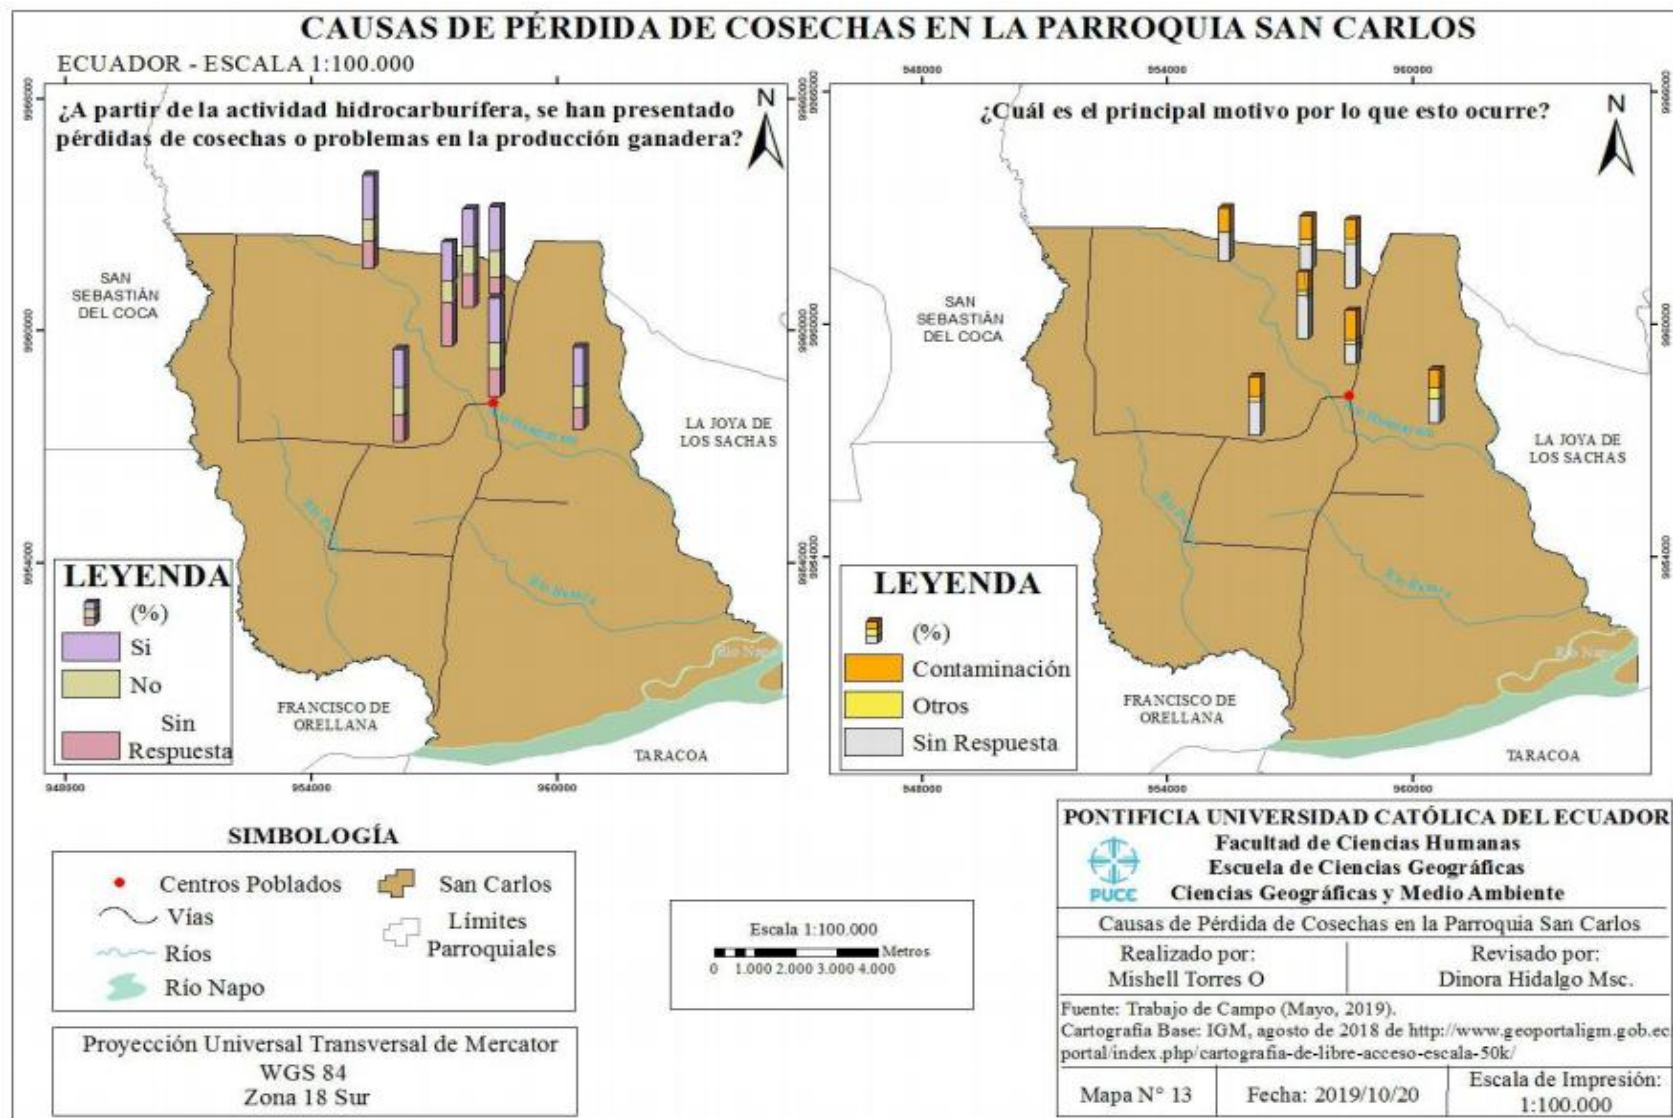 CAUSAS DE PÉRDIDA DE COSECHAS EN LA PARROQUIA SAN CARLOS
ECUADOR - ESCALA 1:100.000
¿A partir de la actividad hidrocarburífera, se han presentado
pérdidas de cosechas o problemas en la producción ganadera?
N
SAN
SEBASTIÁN
DEL COCA
LA JOYA DE
LOS SACHAS
FRANCISCO DE
ORELLANA
TARACOA
Río Napo
948000
954000
960000
LEYENDA
(%)
Si
No
Sin
Respuesta
948000
954000
960000
¿Cuál es el principal motivo por lo que esto ocurre?
N
SAN
SEBASTIÁN
DEL COCA
LA JOYA DE
LOS SACHAS
FRANCISCO DE
ORELLANA
TARACOA
Río Napo
LEYENDA
(%)
Contaminación
Otros
Sin Respuesta
948000
954000
960000
SIMBOLOGÍA
Centros Poblados
San Carlos
Vías
Límites
Parroquiales
Ríos
Río Napo
Proyección Universal Transversal de Mercator
WGS 84
Zona 18 Sur
Escala 1:100.000
Metros
0 1.000 2.000 3.000 4.000
PONTIFICIA UNIVERSIDAD CATÓLICA DEL ECUADOR
Facultad de Ciencias Humanas
Escuela de Ciencias Geográficas
Ciencias Geográficas y Medio Ambiente
PUCE
Causas de Pérdida de Cosechas en la Parroquia San Carlos
Realizado por:
Mishell Torres O
Revisado por:
Dinora Hidalgo Msc.
Fuente: Trabajo de Campo (Mayo, 2019).
Cartografía Base: IGM, agosto de 2018 de http://www.geoportaligm.gob.ec
portal/index.php/cartografia-de-libre-acceso-escala-50k/
Mapa N° 13
Fecha: 2019/10/20
Escala de Impresión:
1:100.000